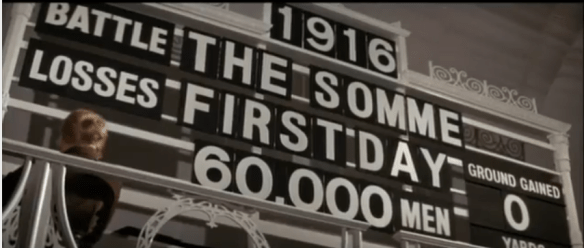 1916
BATTLE THE SOMME
LOSSES FIRST DAY
60.000 MEN
GROUND GAINED
0
YARDS